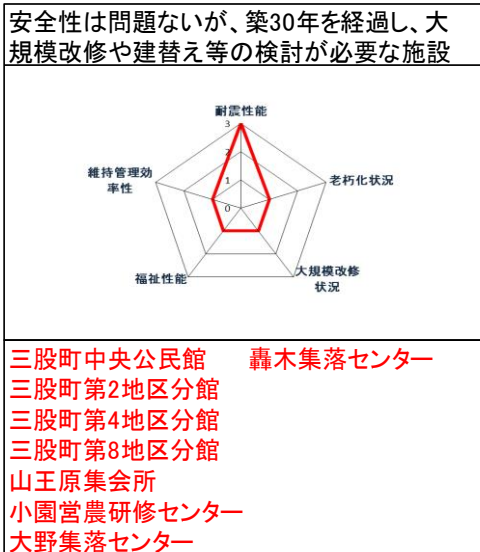 安全性は問題ないが、築30年を経過し、大
規模改修や建替え等の検討が必要な施設
耐震性能
3
2
1
0
維持管理効
率性
老朽化状況
福祉性能
大規模改修
状況
三股町中央公民館　　轟木集落センター
三股町第2地区分館
三股町第4地区分館
三股町第8地区分館
山王原集会所
小園営農研修センター
大野集落センター